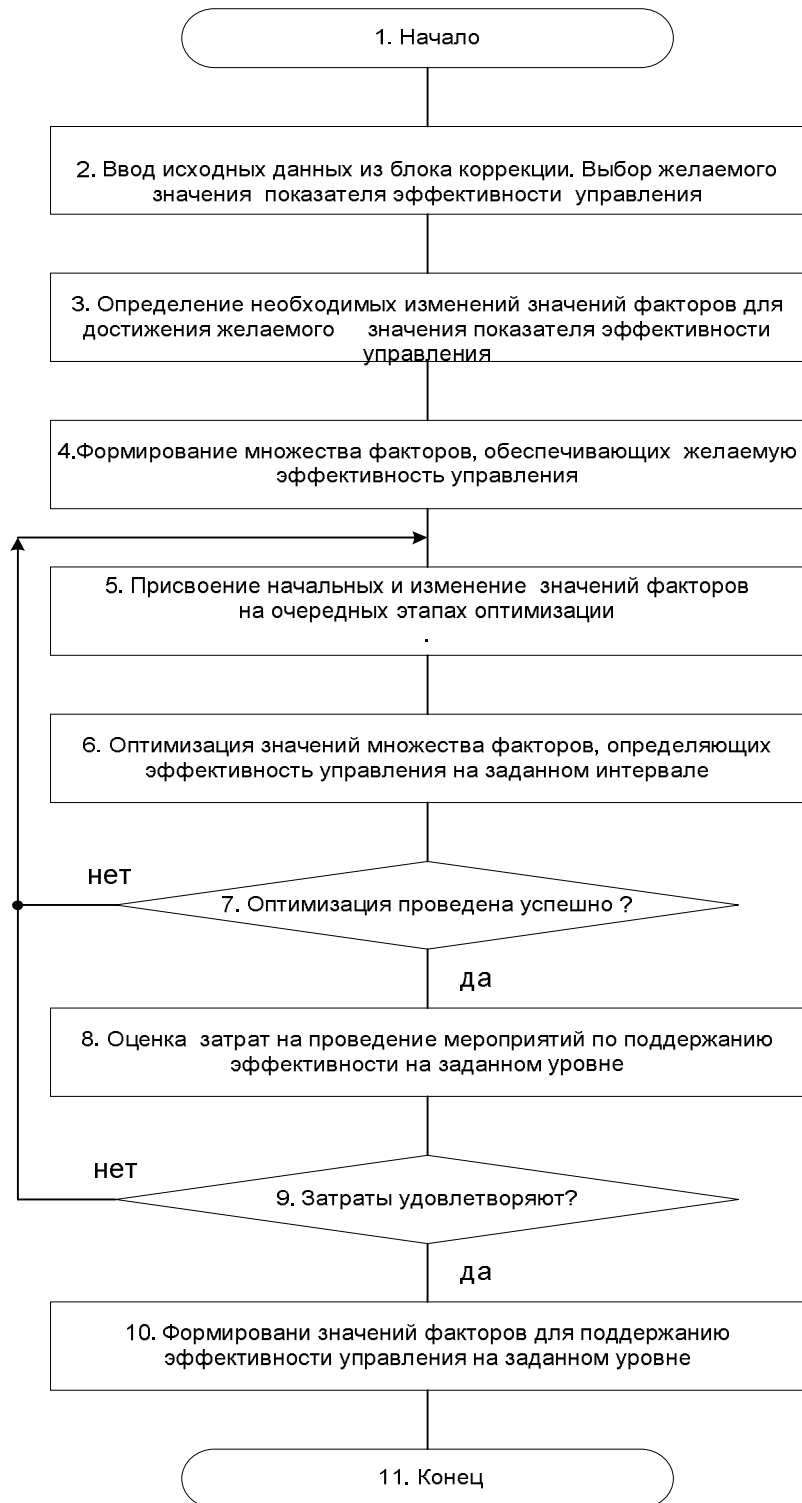 1. Начало
2. Ввод исходных данных из блока коррекции. Выбор желаемого
значения показателя эффективности управления
3. Определение необходимых изменений значений факторов для
достижения желаемого значения показателя эффективности
управления
4.Формирование множества факторов, обеспечивающих желаемую
эффективность управления
5. Присвоение начальных и изменение значений факторов
на очередных этапах оптимизации
.
6. Оптимизация значений множества факторов, определяющих
эффективность управления на заданном интервале
нет
7. Оптимизация проведена успешно ?
да
8. Оценка затрат на проведение мероприятий по поддержанию
эффективности на заданном уровне
нет
9. Затраты удовлетворяют?
да
10. Формировани значений факторов для поддержанию
эффективности управления на заданном уровне
11. Конец